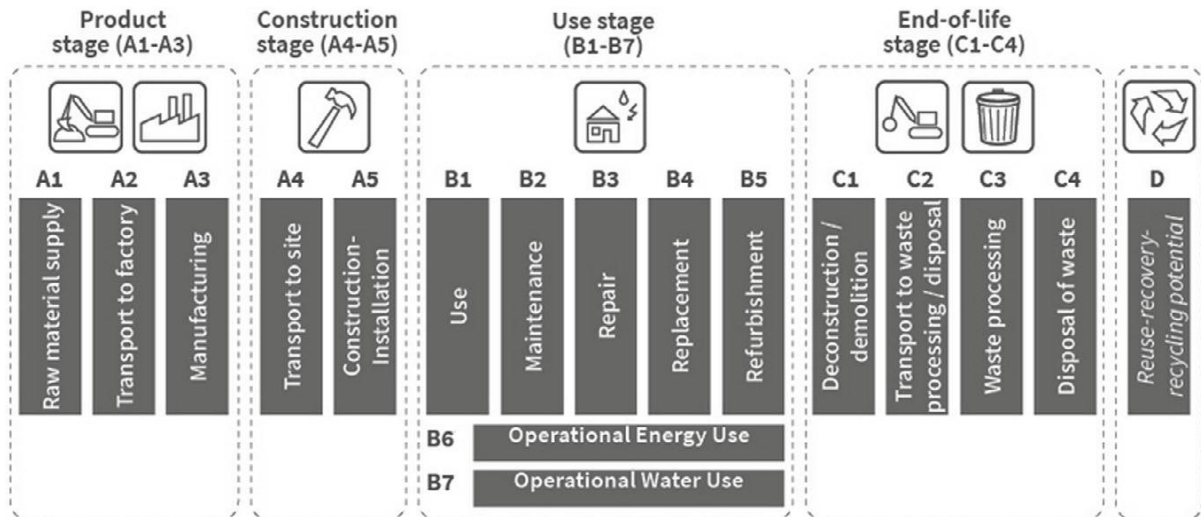 Product
stage (A1-A3)
Construction
stage (A4-A5)
Use stage
(B1-B7)
End-of-life
stage (C1-C4)
A1
A2
A3
A4
A5
B1
B2
B3
B4
B5
C1
C2
C3
C4
D
Raw material supply
Transport to factory
Manufacturing
Transport to site
Construction-
Installation
Use
Maintenance
Repair
Replacement
Refurbishment
Deconstruction /
demolition
Transport to waste
processing / disposal
Waste processing
Disposal of waste
Reuse-recovery-
recycling potential
B6
Operational Energy Use
B7
Operational Water Use